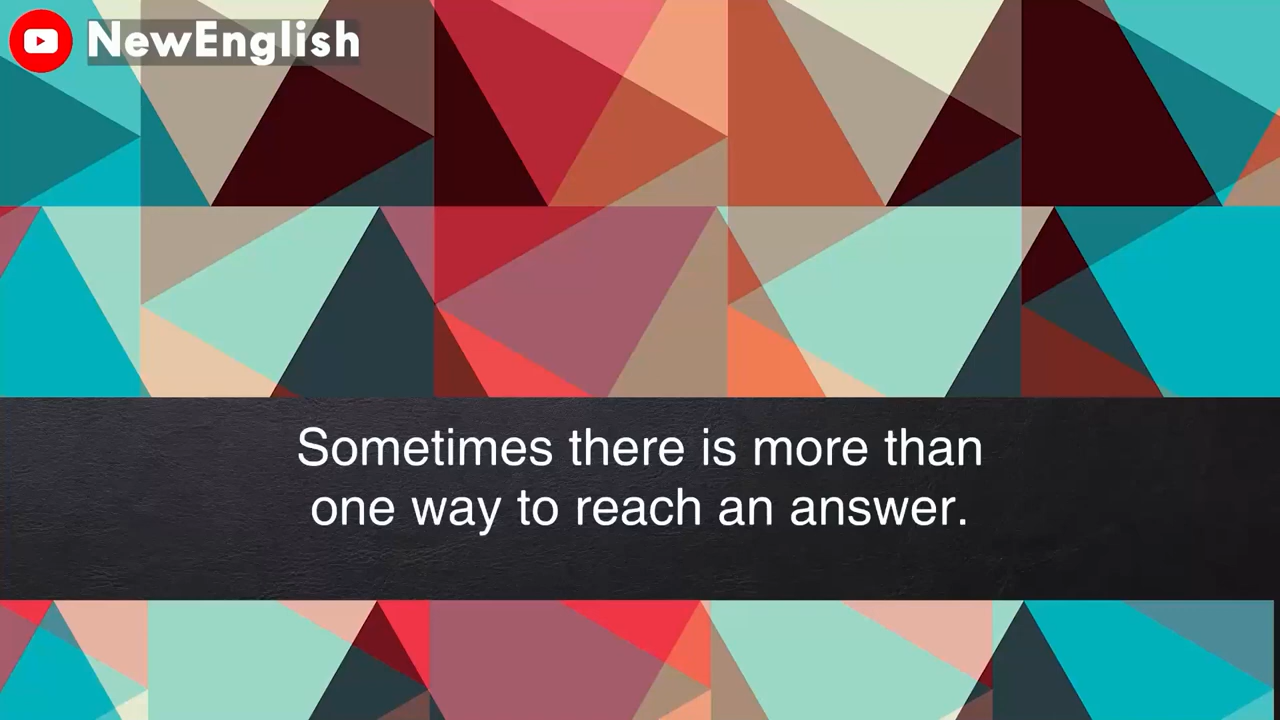 NewEnglish
Sometimes there is more than
one way to reach an answer.